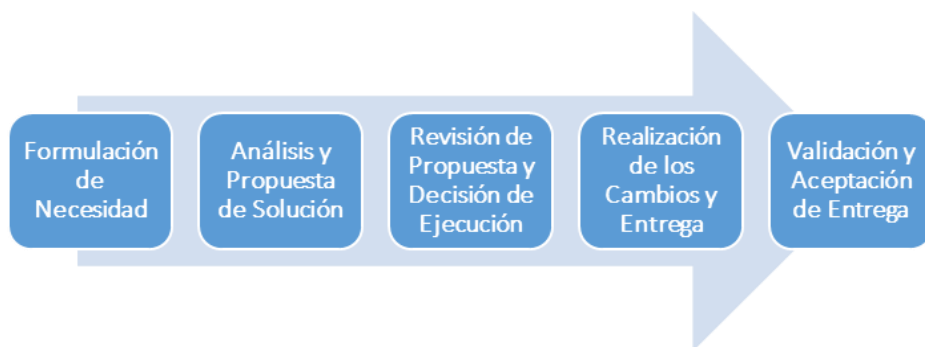 Formulación
de
Necesidad
Análisis y
Propuesta
de Solución
Revisión de
Propuesta y
Decisión de
Ejecución
Realización
de los
Cambios y
Entrega
Validación y
Aceptación
de Entrega